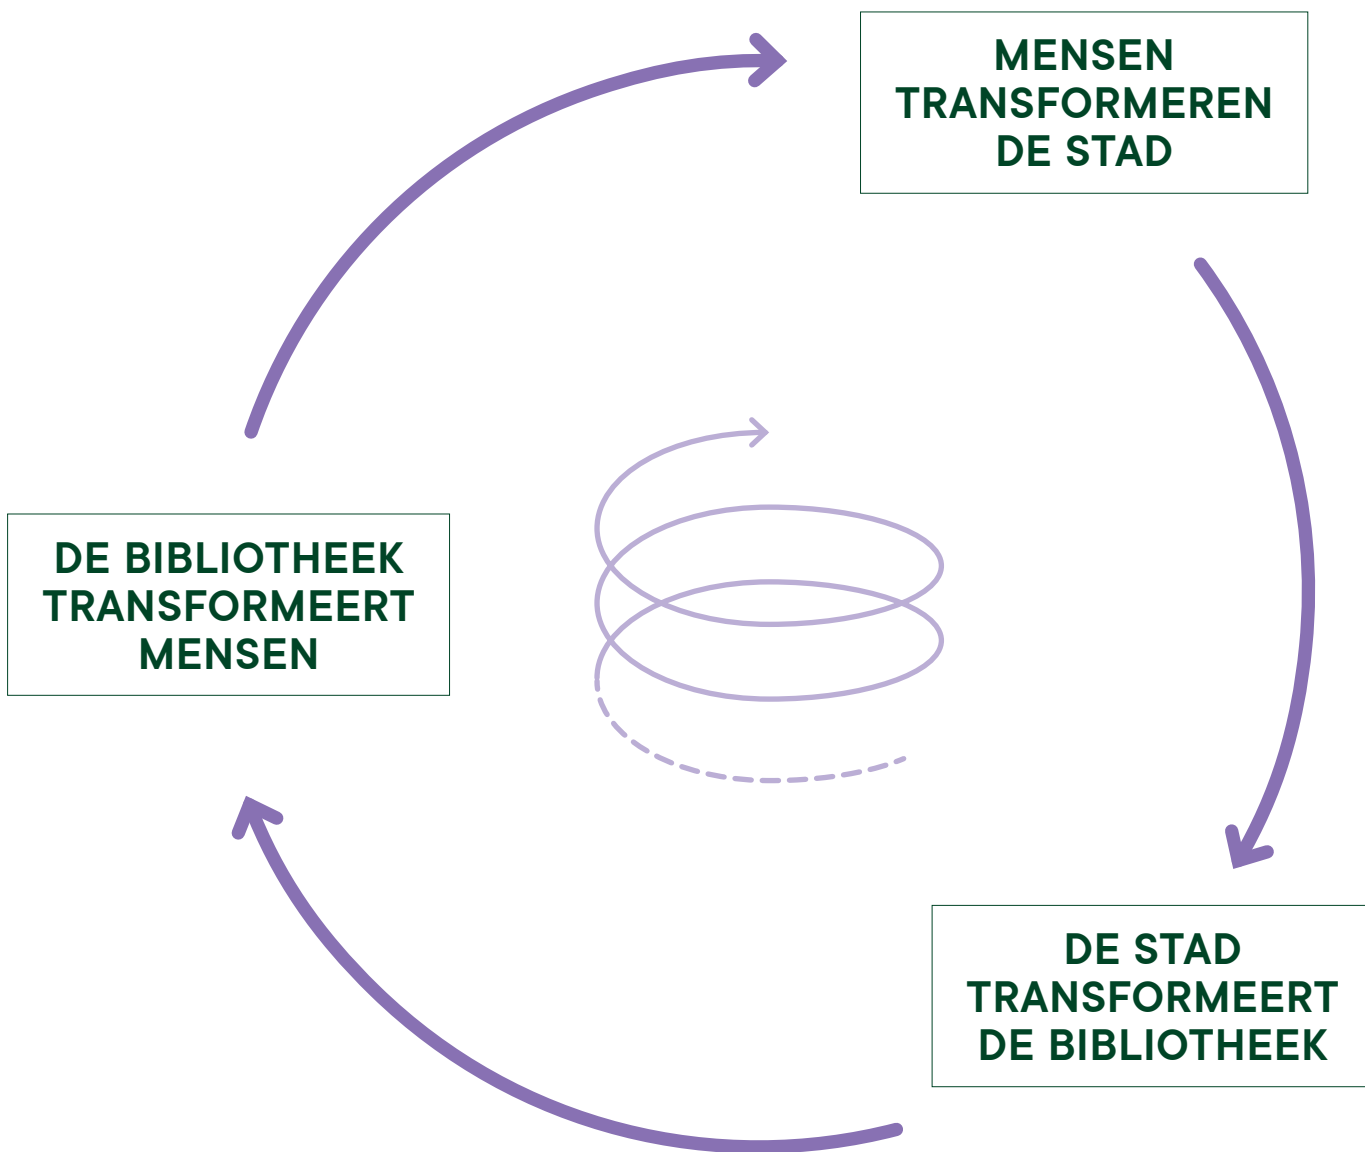 MENSEN
TRANSFORMEREN
DE STAD
DE BIBLIOTHEEK
TRANSFORMEERT
MENSEN
DE STAD
TRANSFORMEERT
DE BIBLIOTHEEK